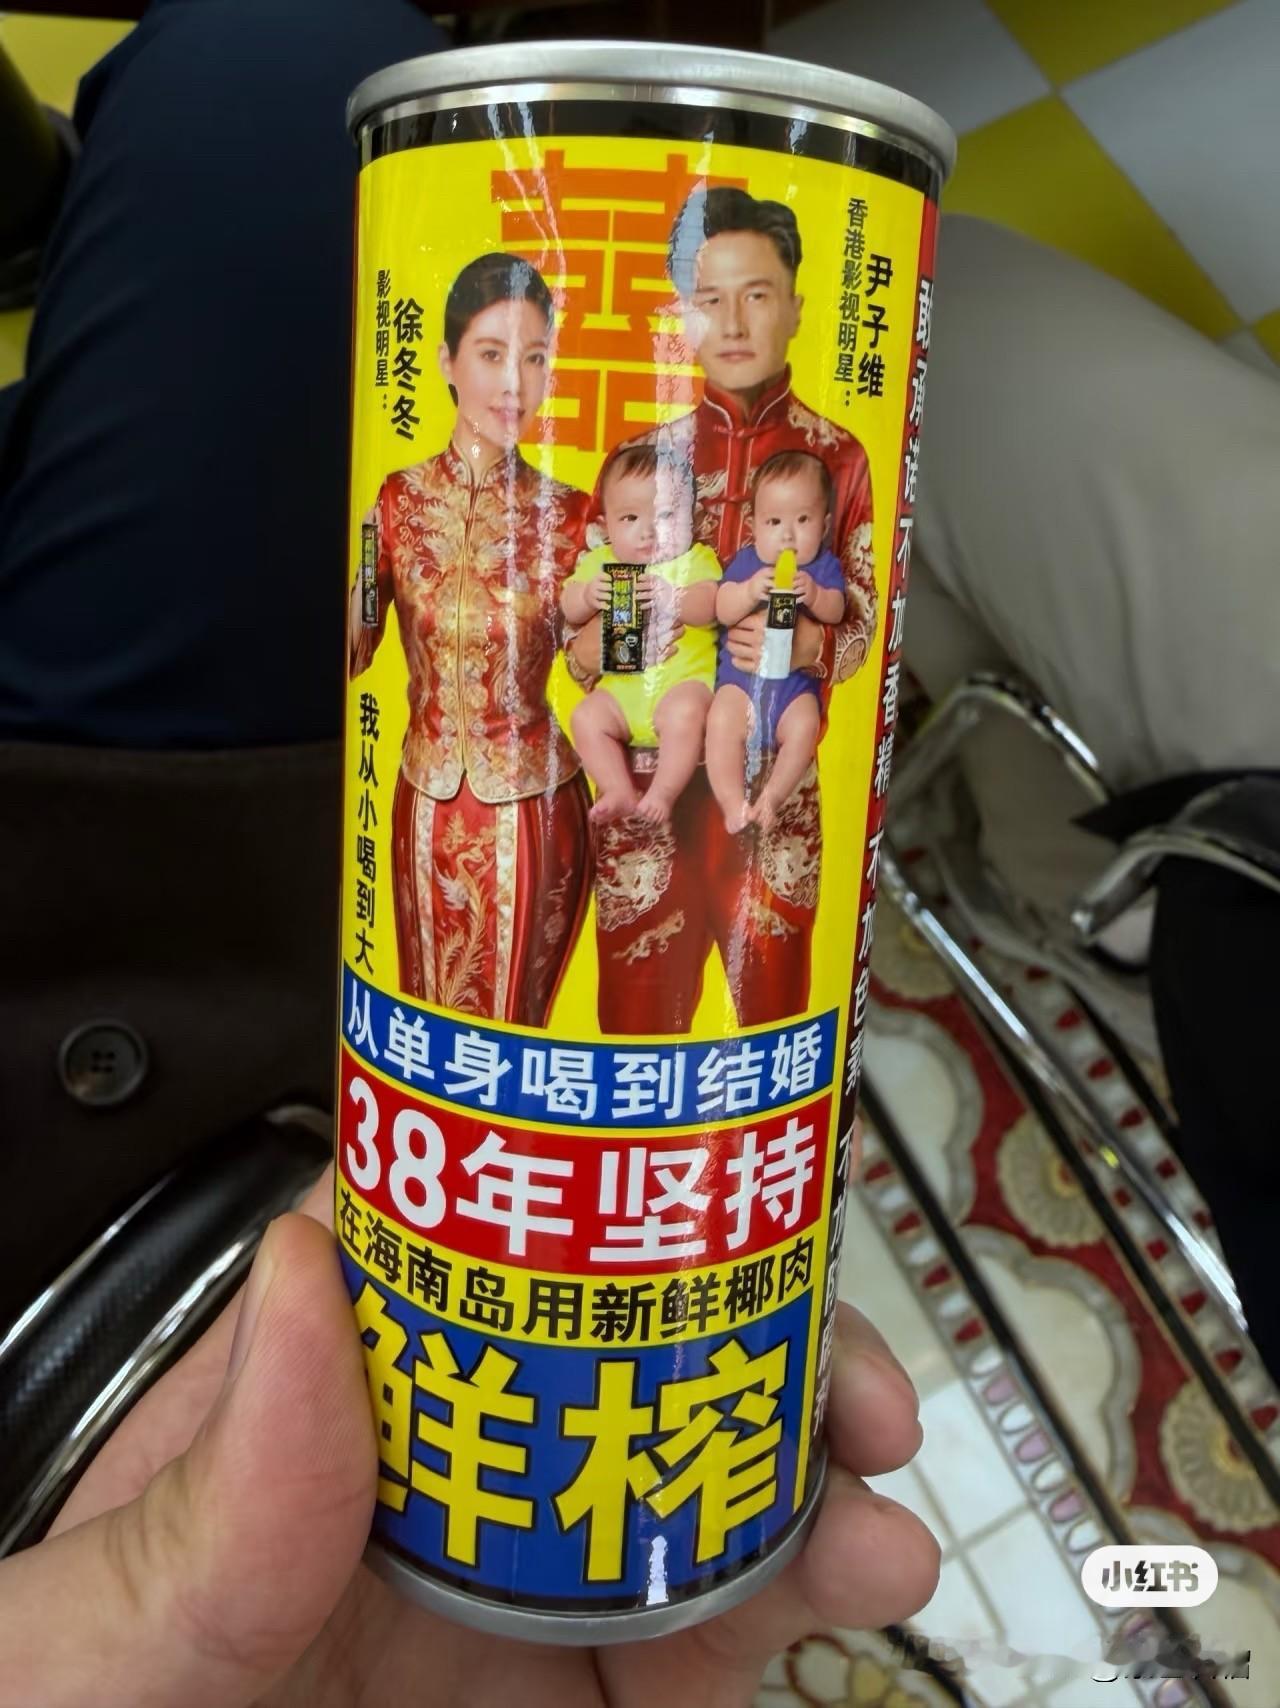 囍
香港影视明星：
尹子维
影视明星：
徐冬冬
我从小喝到大
从单身喝到结婚
38年坚持
在海南岛用新鲜椰肉
鲜榨
敢承诺不加香精不加色素
小红书